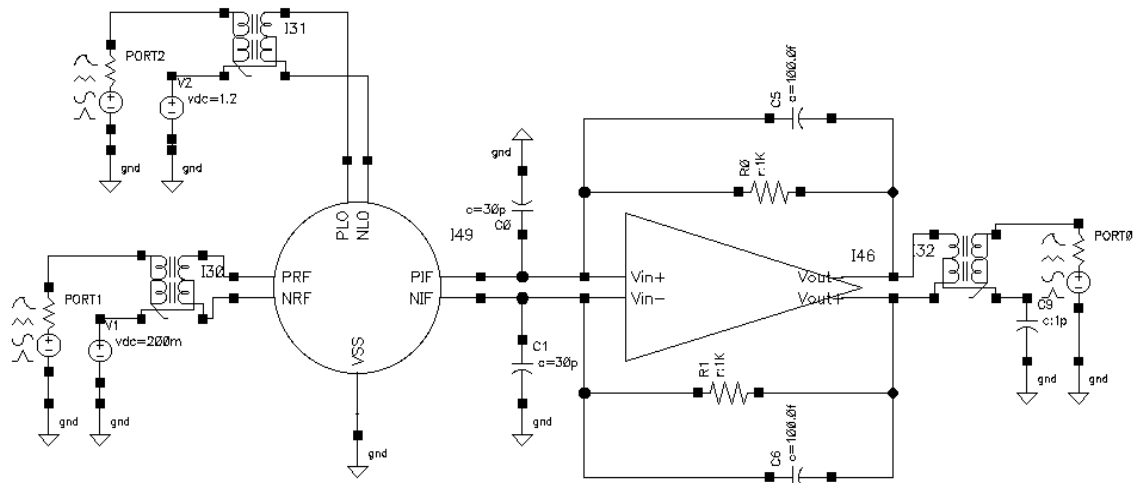 I31
PORT2
V2
vdc=1.2
gnd
gnd
C5
c=100.0f
gnd
R0
r:1K
c=30p
C0
PLO
NLO
I49
I30
PRF
NRF
PIF
NIF
VSS
Vin+
Vin-
Vout-
Vout+
I46
I32
PORT0
PORT1
V1
vdc=200m
C9
c:1p
C1
c=30p
R1
r:1K
gnd
gnd
gnd
gnd
gnd
gnd
C6
c=100.0f